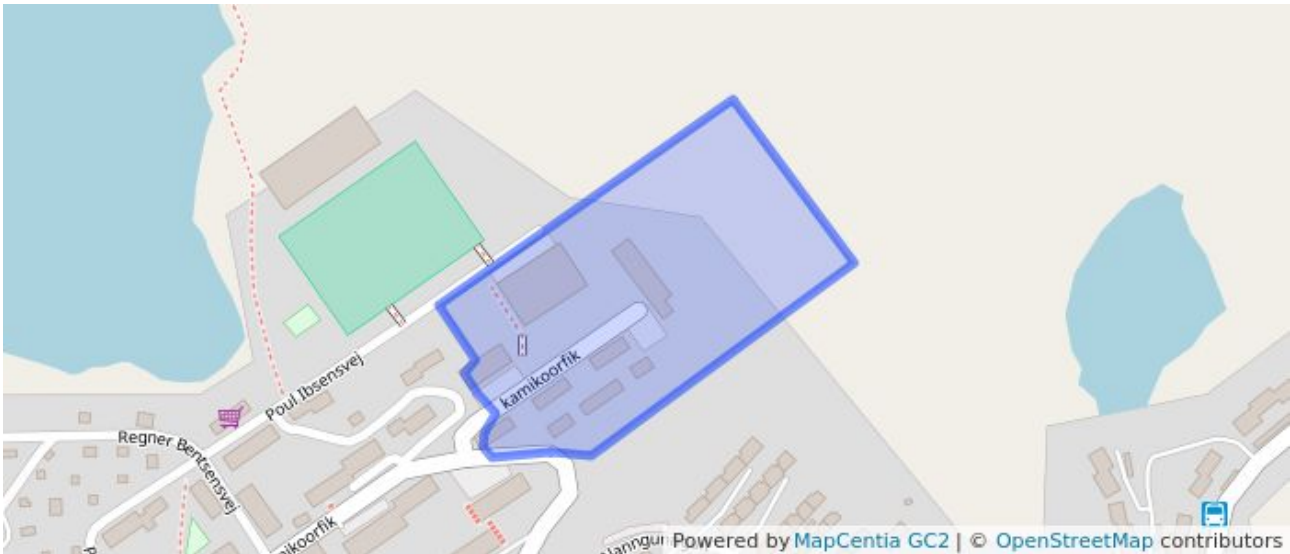 kamikoorfik
Poul Ibsensvej
Regner Bentsensvej
Powered by MapCentia GC2 | © OpenStreetMap contributors